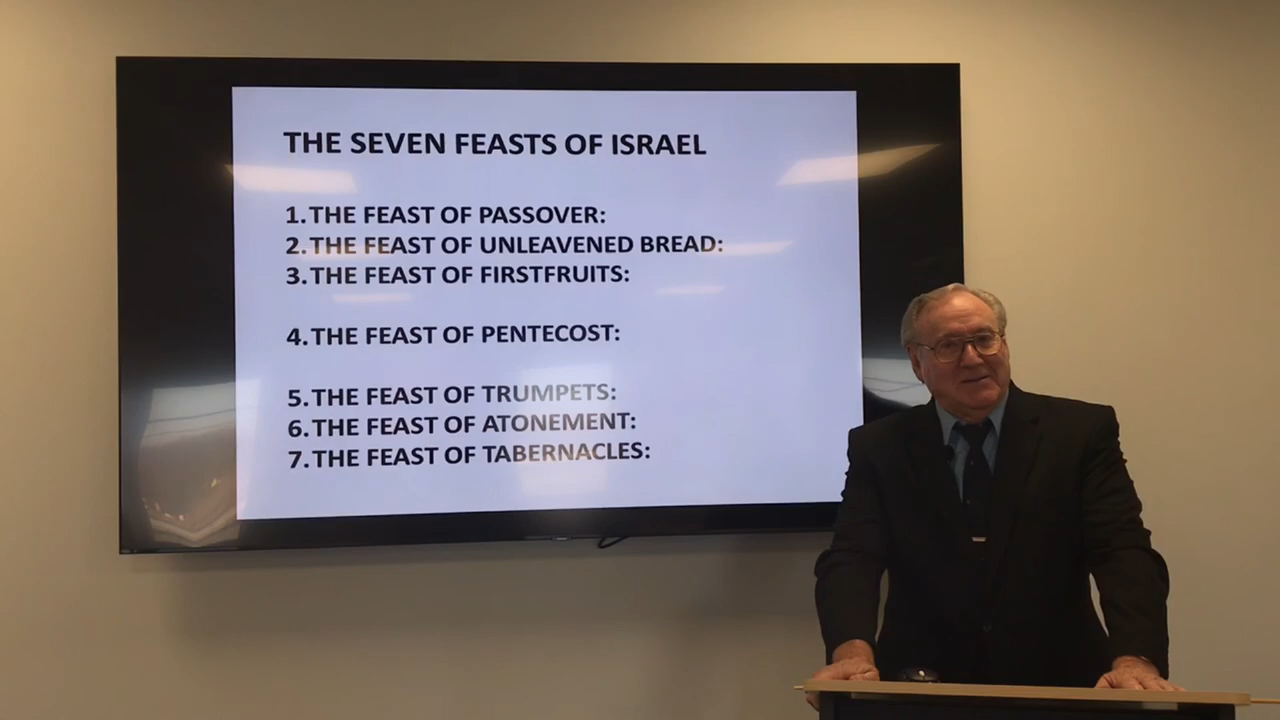 THE SEVEN FEASTS OF ISRAEL
1. THE FEAST OF PASSOVER:
2. THE FEAST OF UNLEAVENED BREAD:
3. THE FEAST OF FIRSTFRUITS:
4. THE FEAST OF PENTECOST:
5. THE FEAST OF TRUMPETS:
6. THE FEAST OF ATONEMENT:
7. THE FEAST OF TABERNACLES: